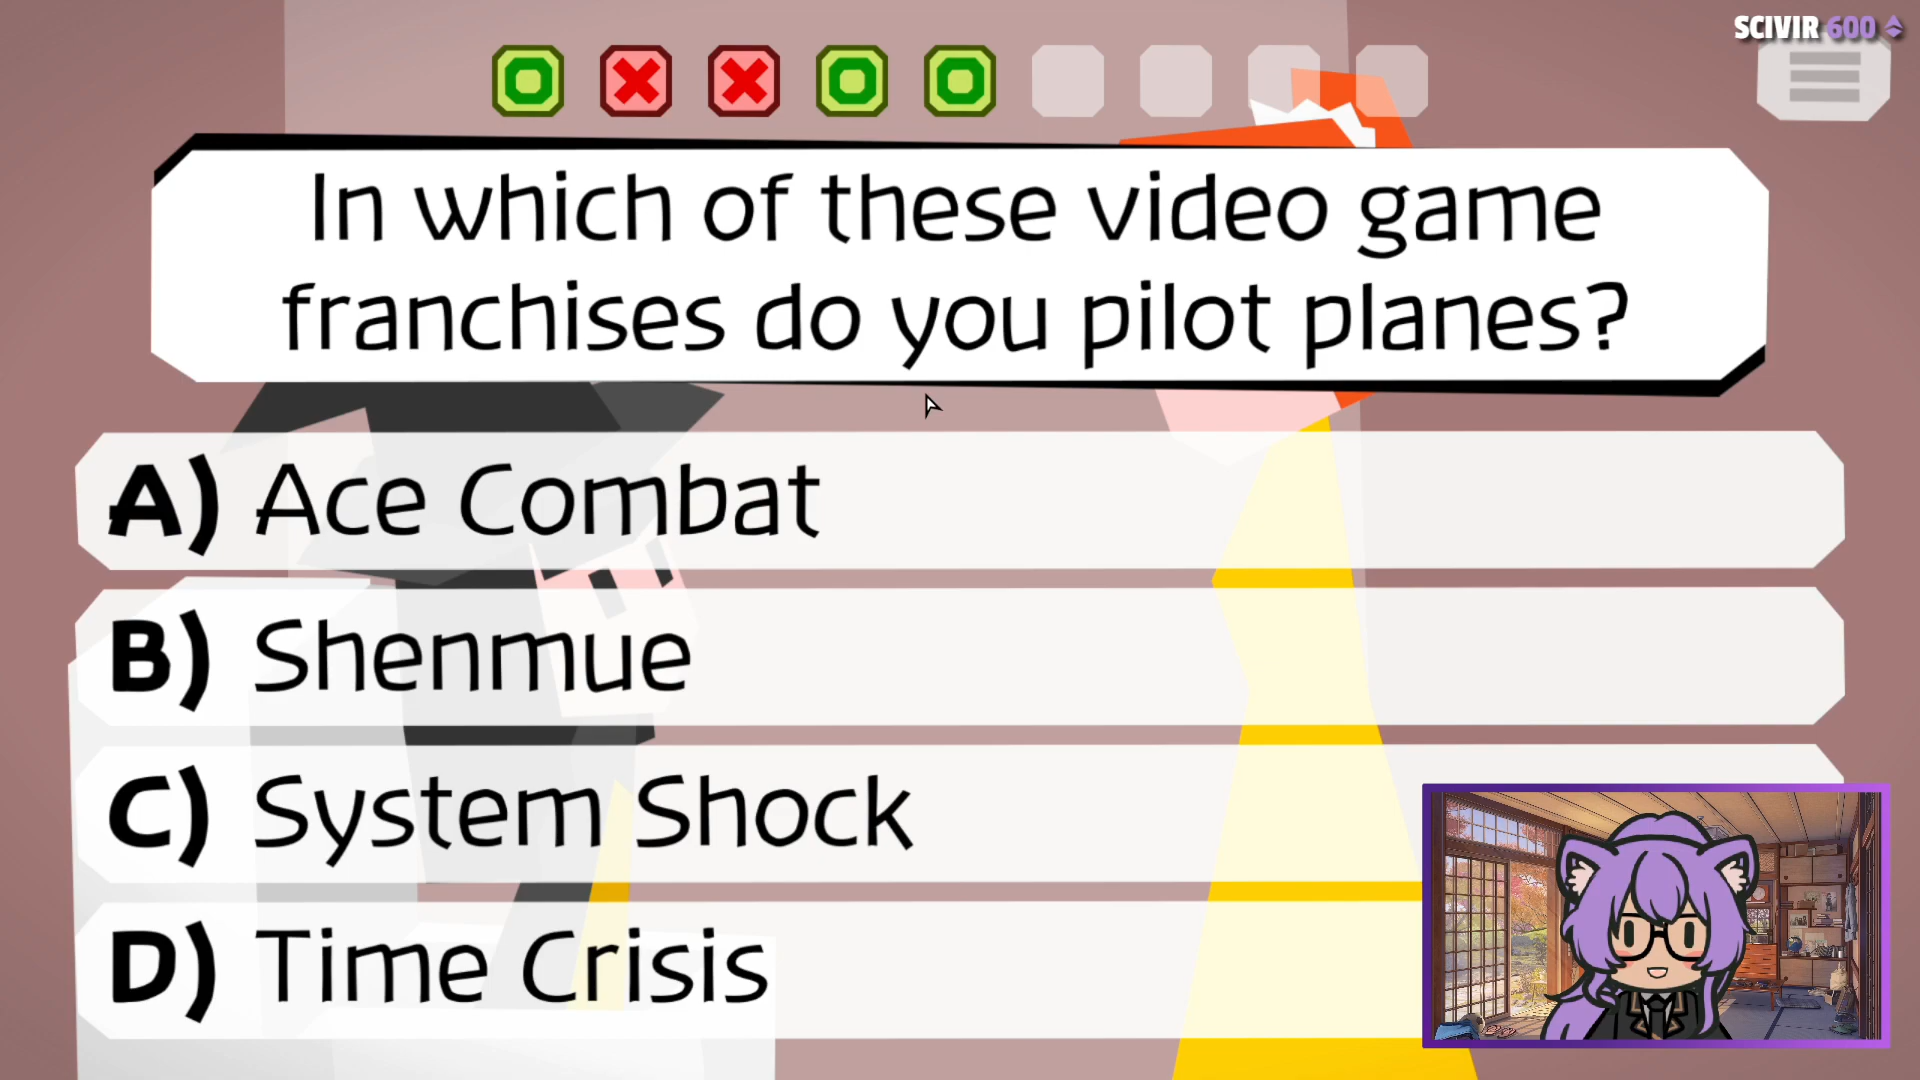 SCIVIR 600
In which of these video game
franchises do you pilot planes?
A) Ace Combat
B) Shenmue
C) System Shock
D) Time Crisis